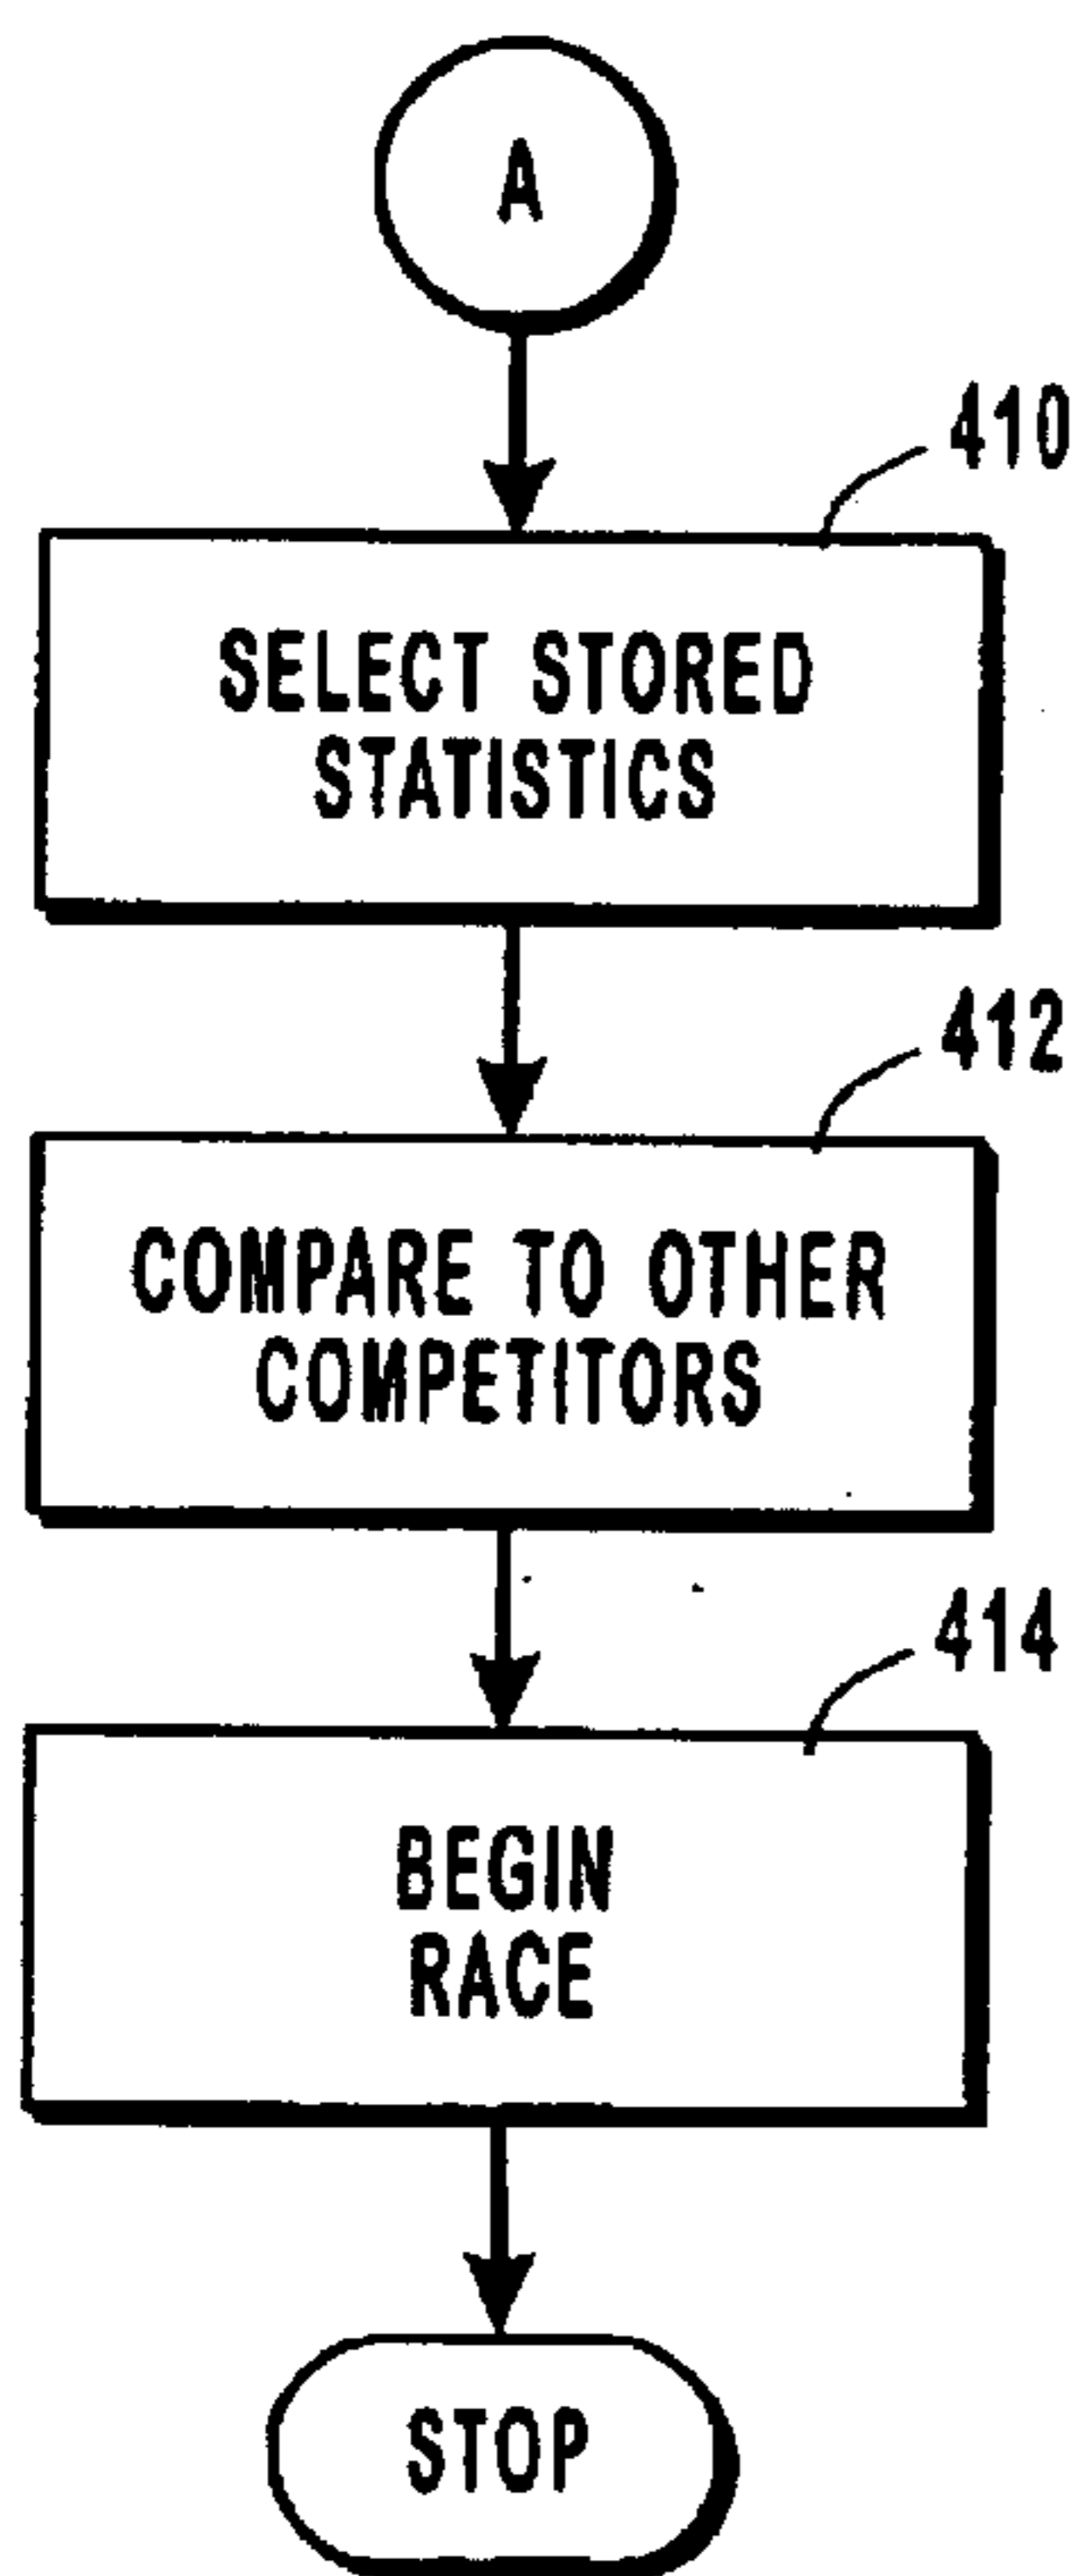 A
410
SELECT STORED
STATISTICS
412
COMPARE TO OTHER
COMPETITORS
414
BEGIN
RACE
STOP